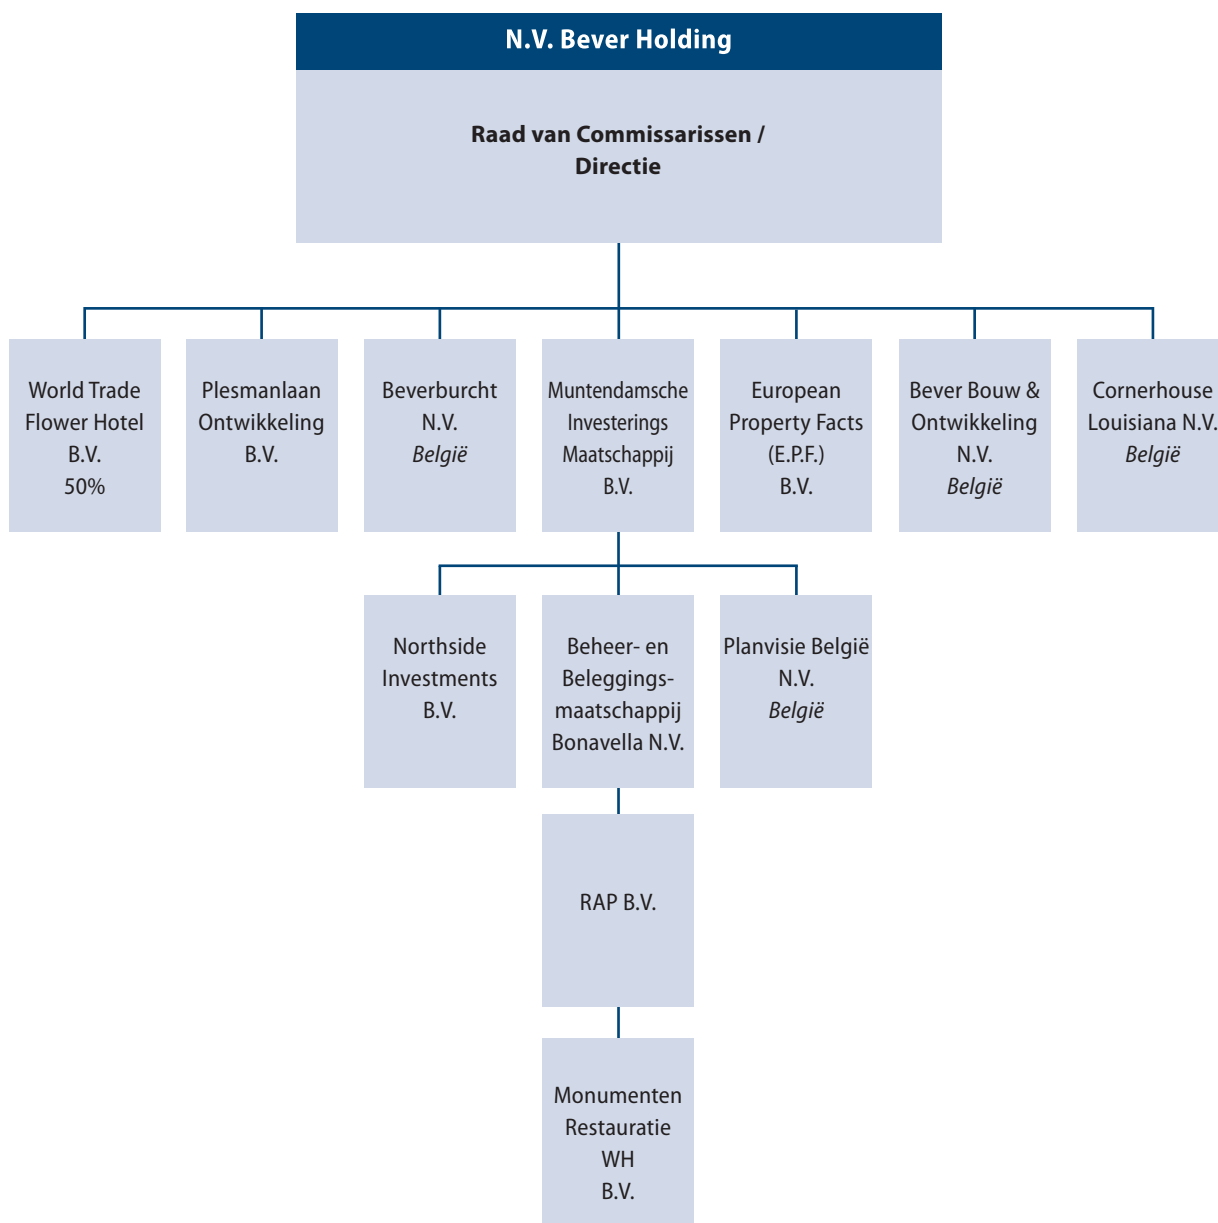 N.V. Bever Holding
Raad van Commissarissen /
Directie
World Trade
Flower Hotel
B.V.
50%
Plesmanlaan
Ontwikkeling
B.V.
Beverburcht
N.V.
België
Muntendamsche
Investerings
Maatschappij
B.V.
European
Property Facts
(E.P.F.)
B.V.
Bever Bouw &
Ontwikkeling
N.V.
België
Cornerhouse
Louisiana N.V.
België
Northside
Investments
B.V.
Beheer- en
Beleggings-
maatschappij
Bonavella N.V.
Planvisie België
N.V.
België
RAP B.V.
Monumenten
Restauratie
WH
B.V.